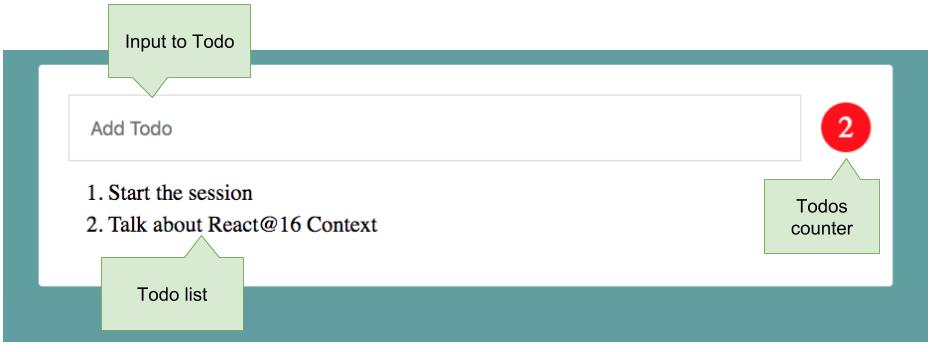 Input to Todo
Add Todo
2
1. Start the session
2. Talk about React@16 Context
Todos
counter
Todo list